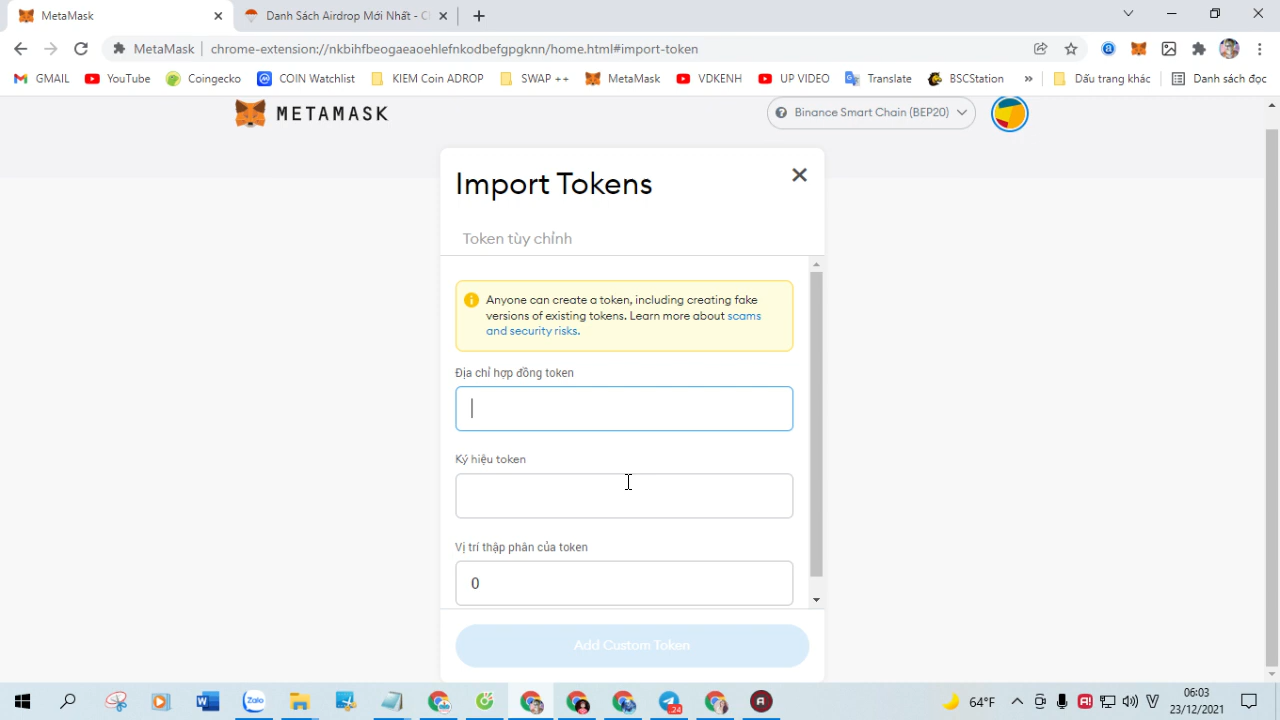 MetaMask
Danh Sách Airdrop Mới Nhất - C
MetaMask
chrome-extension://nkbihfbeogaeaoehlefnkodbefgpgknn/home.html#import-token
GMAIL
YouTube
Coingecko
COIN Watchlist
KIEM Coin ADROP
SWAP ++
MetaMask
VDKENH
UP VIDEO
Translate
BSCStation
»
Dấu trang khác
Danh sách đọc
METAMASK
Binance Smart Chain (BEP20)
Import Tokens
Token tùy chỉnh
Anyone can create a token, including creating fake
versions of existing tokens. Learn more about scams
and security risks.
Địa chỉ hợp đồng token
Ký hiệu token
Vị trí thập phân của token
0
Add Custom Token
Zalo
24
64°F
06:03
23/12/2021